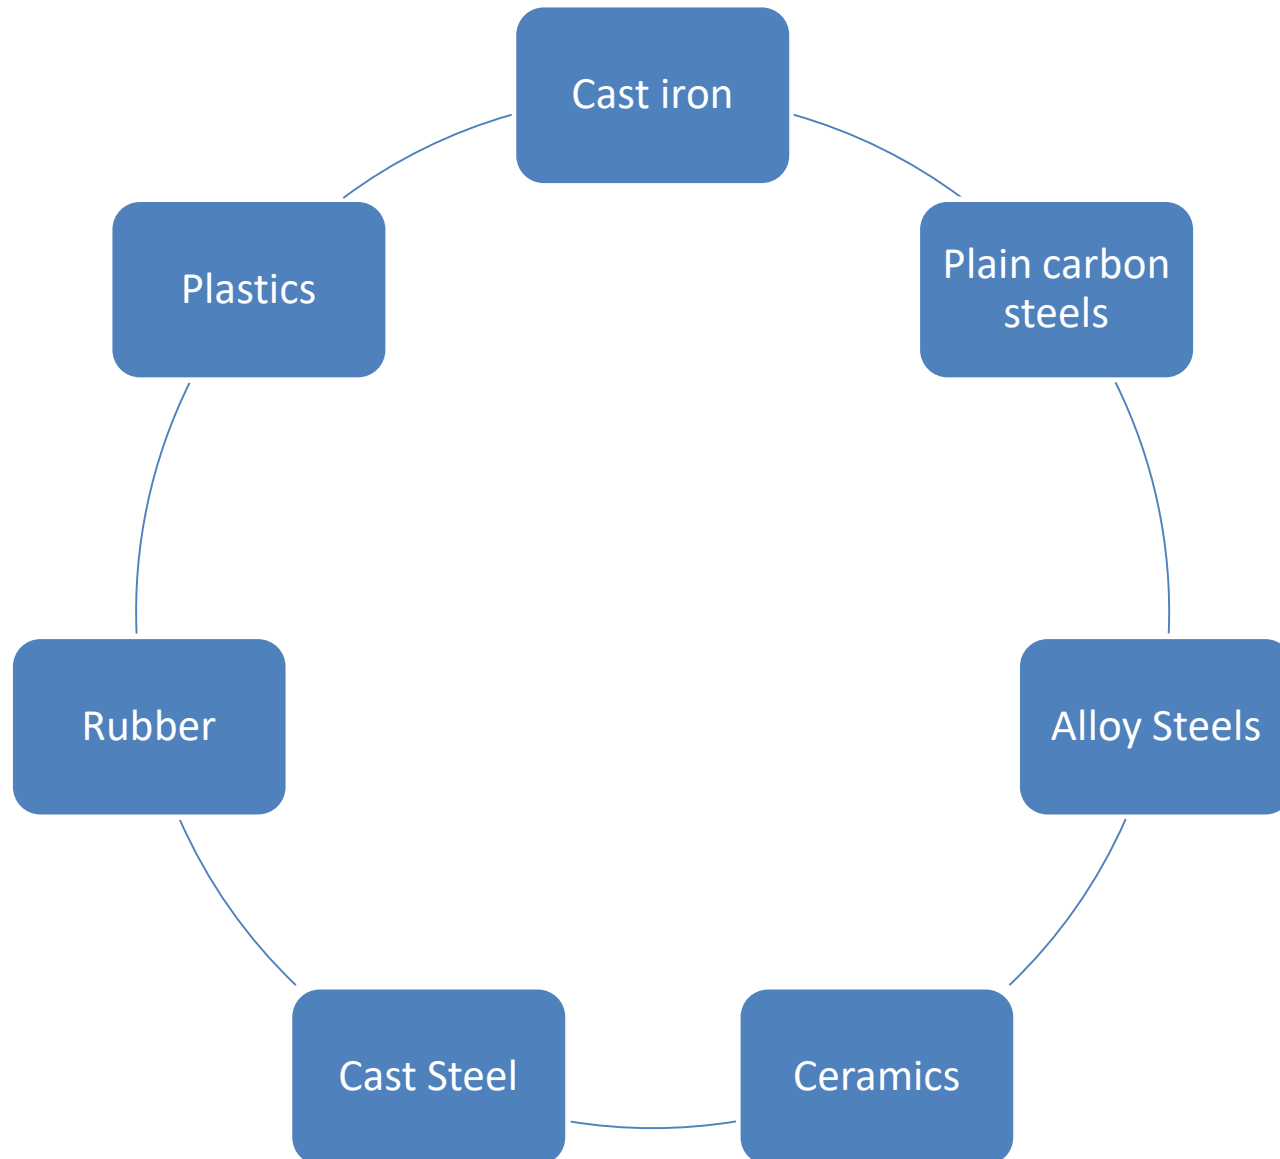 Cast iron
Plain carbon
steels
Alloy Steels
Ceramics
Cast Steel
Rubber
Plastics